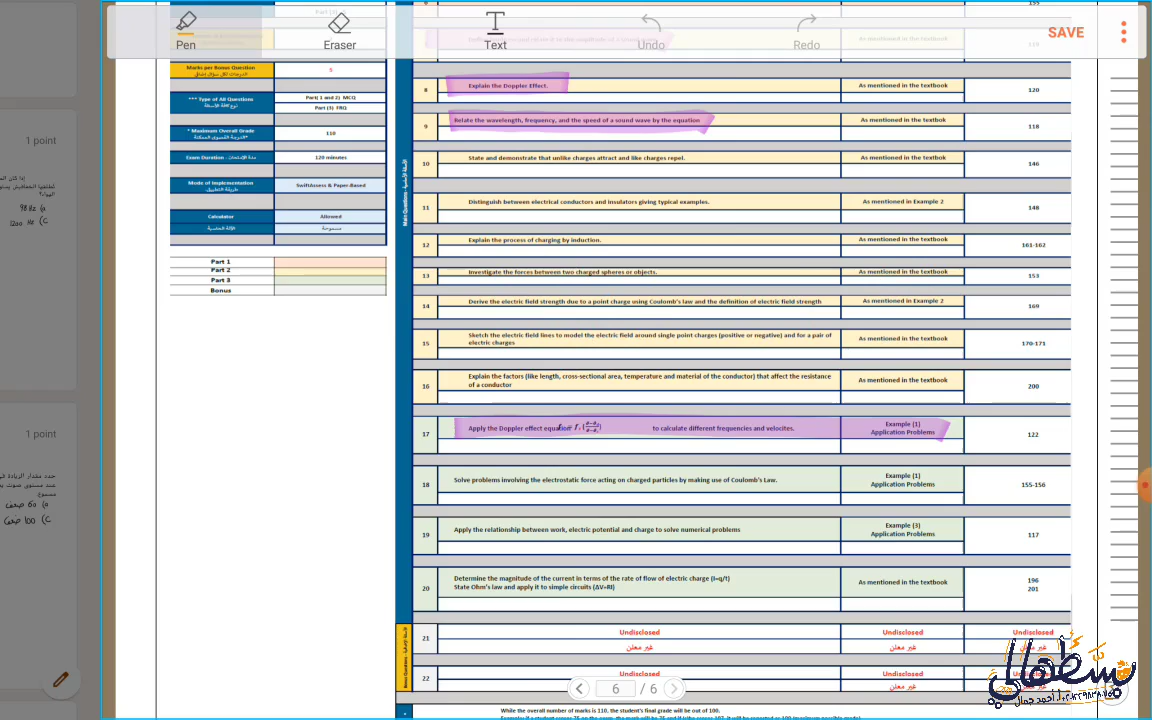 Pen
Eraser
Text
Undo
Redo
SAVE
As mentioned in the textbook
Marks per Bonus Question
5
8
Explain the Doppler Effect.
As mentioned in the textbook
120
*** Type of All Questions
Part( 1 and 2) MCQ
Part (3) FRQ
9
Relate the wavelength, frequency, and the speed of a sound wave by the equation
As mentioned in the textbok
118
* Maximum Overall Grade
110
1 point
10
State and demonstrate that unlike charges attract and like charges repel.
As mentioned in the textbook
146
Exam Duration - مدة الامتحان
120 minutes
Mode of Implementation
طريقة التطبيق
SwiftAssess & Paper-Based
11
Distinguish between electrical conductors and insulators giving typical examples.
As mentioned in Example 2
148
98 Hz (a
1200 Hz (C
Calculator
Allowed
الآلة الحاسبة
مسموحة
12
Explain the process of charging by induction.
As mentioned in the textbook
161-162
Part 1
Part 2
Part 3
Bonus
13
Investigate the forces between two charged spheres or objects.
As mentioned in the textbook
153
14
Derive the electric field strength due to a point charge using Coulomb's law and the definition of electric field strength
As mentioned in Example 2
169
15
Sketch the electric field lines to model the electric field around single point charges (positive or negative) and for a pair of
electric charges
As mentioned in the textbook
170-171
16
Explain the factors (like length, cross-sectional area, temperature and material of the conductor) that affect the resistance
of a conductor
As mentioned in the textbook
200
1 point
17
Apply the Doppler effect equation to calculate different frequencies and velocites.
Example (1)
Application Problems
122
18
Solve problems involving the electrostatic force acting on charged particles by making use of Coulomb's Law.
Example (1)
Application Problems
155-156
19
Apply the relationship between work, electric potential and charge to solve numerical problems
Example (3)
Application Problems
117
20
Determine the magnitude of the current in terms of the rate of flow of electric charge (I=q/t)
State Ohm's law and apply it to simple circuits (ΔV=RI)
As mentioned in the textbook
196
201
21
Undisclosed
Undisclosed
Undisclosed
غير معلن
غير معلن
22
Undisclosed
Undisclosed
غير معلن
غير معلن
6 / 6
While the overall number of marks is 110, the student's final grade will be out of 100.